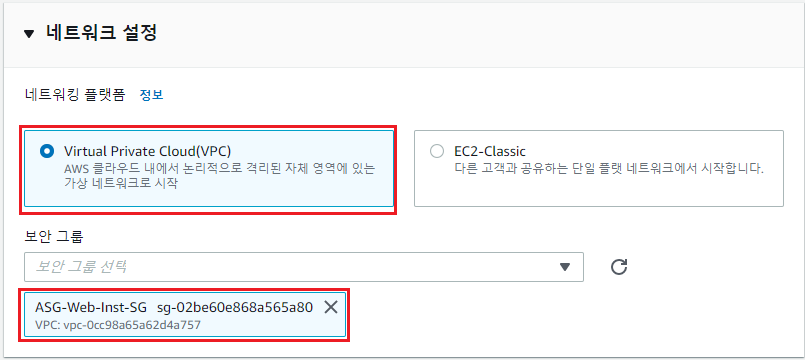 네트워크 설정
네트워킹 플랫폼 정보
Virtual Private Cloud(VPC)
AWS 클라우드 내에서 논리적으로 격리된 자체 영역에 있는
가상 네트워크로 시작
EC2-Classic
다른 고객과 공유하는 단일 플랫 네트워크에서 시작합니다.
보안 그룹
보안 그룹 선택
ASG-Web-Inst-SG sg-02be60e868a565a80
VPC: vpc-0cc98a65a62d4a757